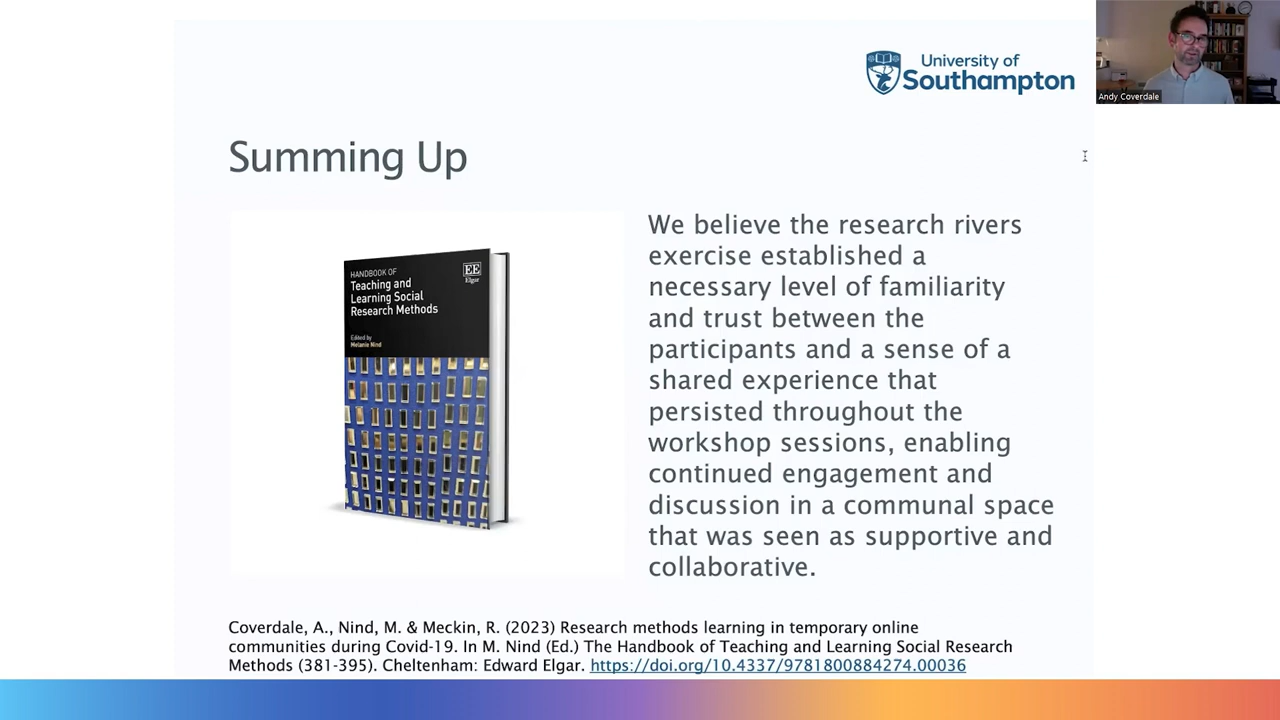 University of
Southampton
Andy Coverdale
Summing Up
HANDBOOK OF
Teaching and
Learning Social
Research Methods
EE
Elgar
Edited by
Melanie Nind
We believe the research rivers
exercise established a
necessary level of familiarity
and trust between the
participants and a sense of a
shared experience that
persisted throughout the
workshop sessions, enabling
continued engagement and
discussion in a communal space
that was seen as supportive and
collaborative.
Coverdale, A., Nind, M. & Meckin, R. (2023) Research methods learning in temporary online
communities during Covid-19. In M. Nind (Ed.) The Handbook of Teaching and Learning Social Research
Methods (381-395). Cheltenham: Edward Elgar. https://doi.org/10.4337/9781800884274.00036